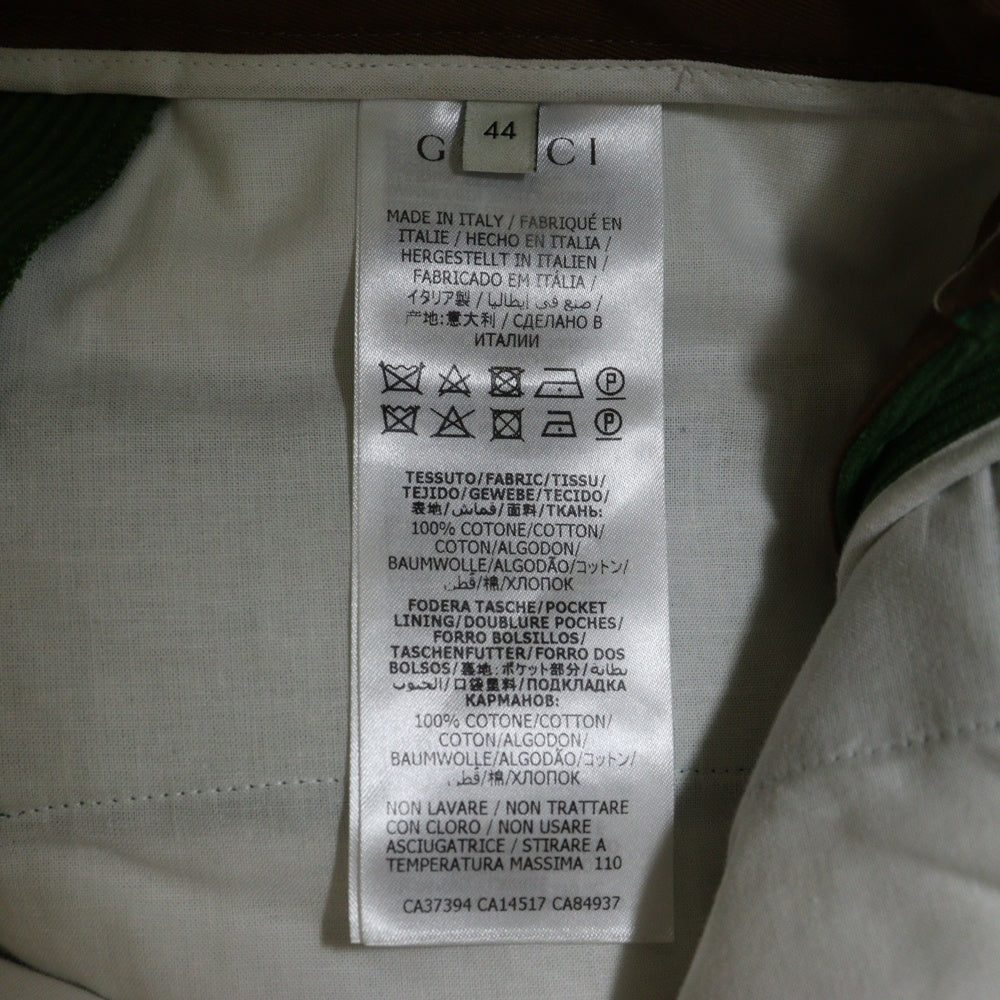 44
G CI
MADE IN ITALY / FABRIQUÉ EN
ITALIE / HECHO EN ITALIA /
HERGESTELLT IN ITALIEN /
FABRICADO EM ITÁLIA /
イタリア製 / صنع في إيطاليا /
产地:意大利 / СДЕЛАНО В
ИТАЛИИ
P
P
TESSUTO/FABRIC/TISSU/
TEJIDO/GEWEBE/TECIDO/
表地/قماش/面料/ТКАНЬ:
100% COTONE/COTTON/
COTON/ALGODON/
BAUMWOLLE/ALGODÃO/コットン/
قطن/棉/ХЛОПОК
FODERA TASCHE/POCKET
LINING/DOUBLURE POCHES/
FORRO BOLSILLOS/
TASCHENFUTTER/FORRO DOS
BOLSOS/裏地:ポケット部分/بطانة
الجيوب/口袋里料/ПОДКЛАДКА
КАРМАНОВ:
100% COTONE/COTTON/
COTON/ALGODON/
BAUMWOLLE/ALGODÃO/コットン/
قطن/棉/ХЛОПОК
NON LAVARE / NON TRATTARE
CON CLORO / NON USARE
ASCIUGATRICE / STIRARE A
TEMPERATURA MASSIMA 110
CA37394 CA14517 CA84937